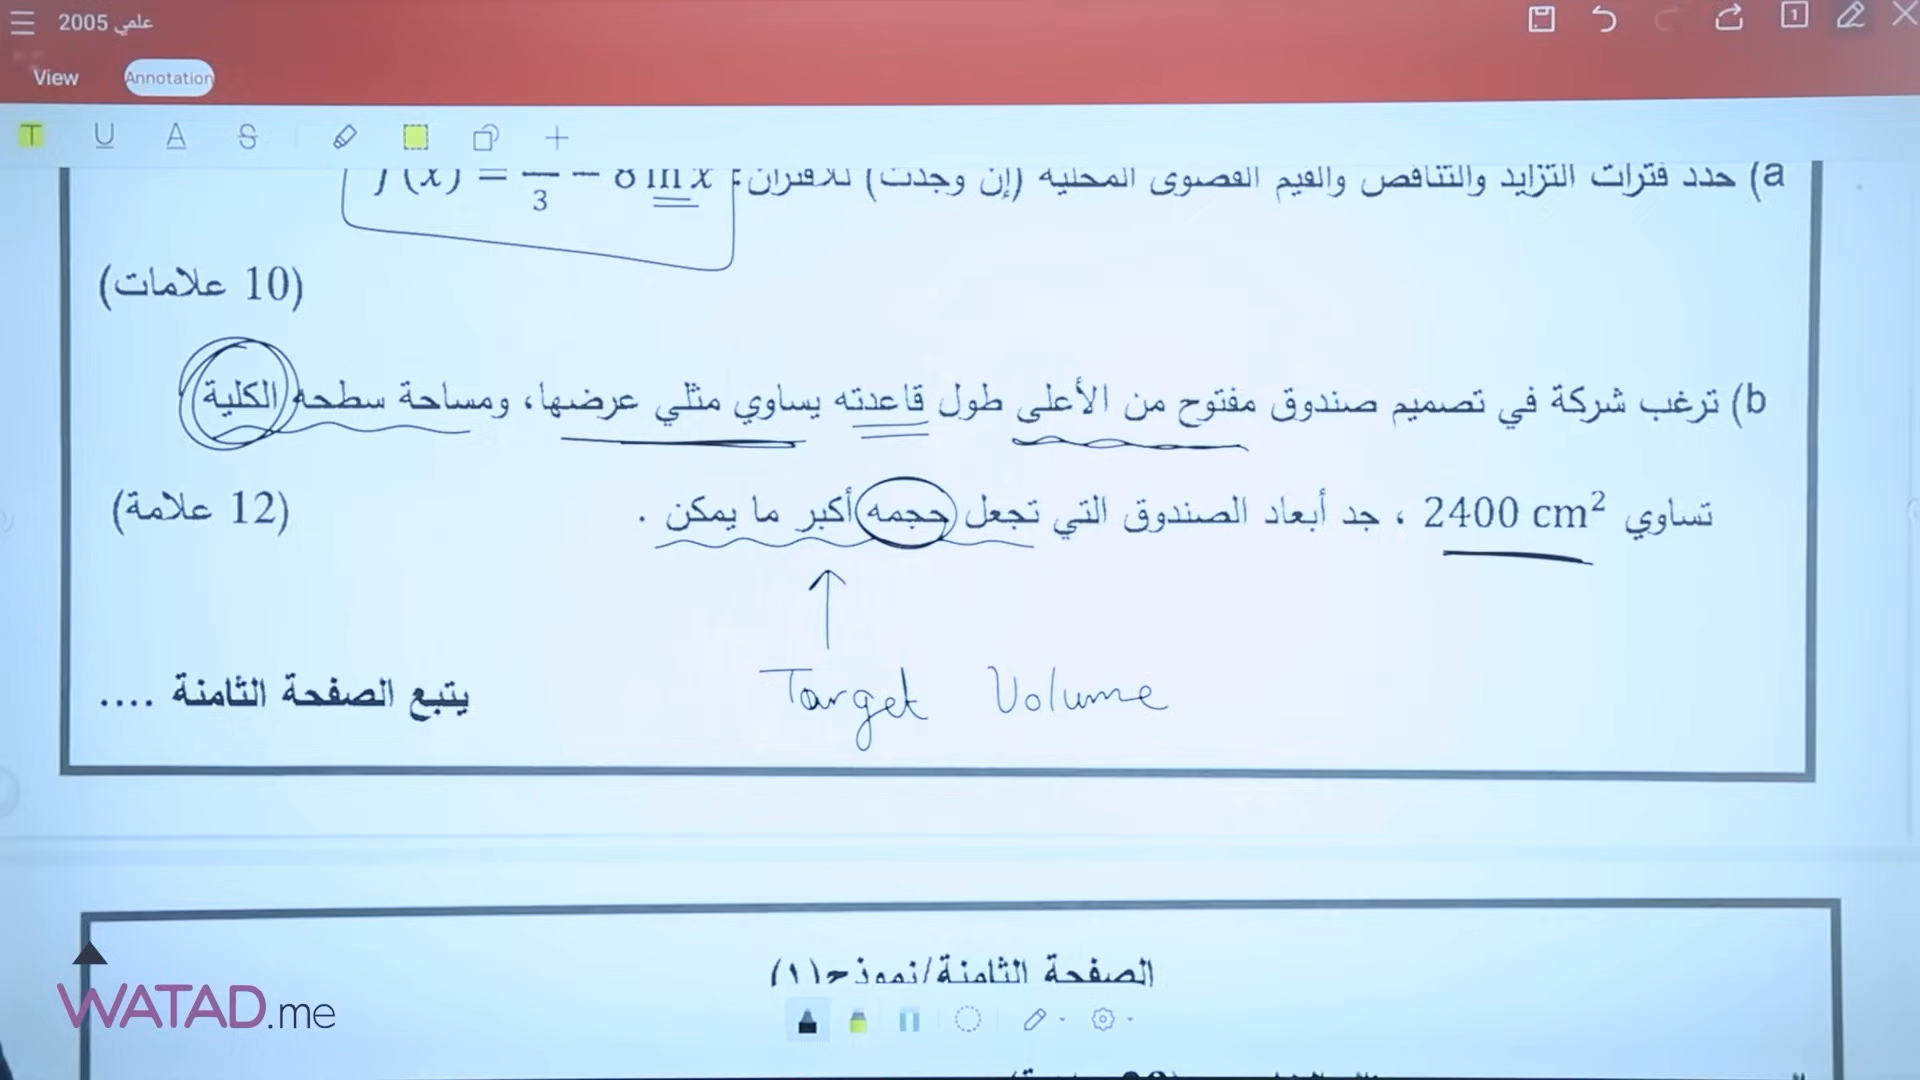 علمي 2005
View Annotation
T U A S
a) حدد فترات التزايد والتناقص والقيم القصوى المحلية (إن وجدت) للاقتران: f(x) = — / 3 − 8 ln x
(10 علامات)
b) ترغب شركة في تصميم صندوق مفتوح من الأعلى طول قاعدته يساوي مثلي عرضها، ومساحة سطحه الكلية
تساوي 2400 cm² ، جد أبعاد الصندوق التي تجعل حجمه أكبر ما يمكن .
(12 علامة)
Target Volume
يتبع الصفحة الثامنة ....
الصفحة الثامنة/نموذج(١)
WATAD.me